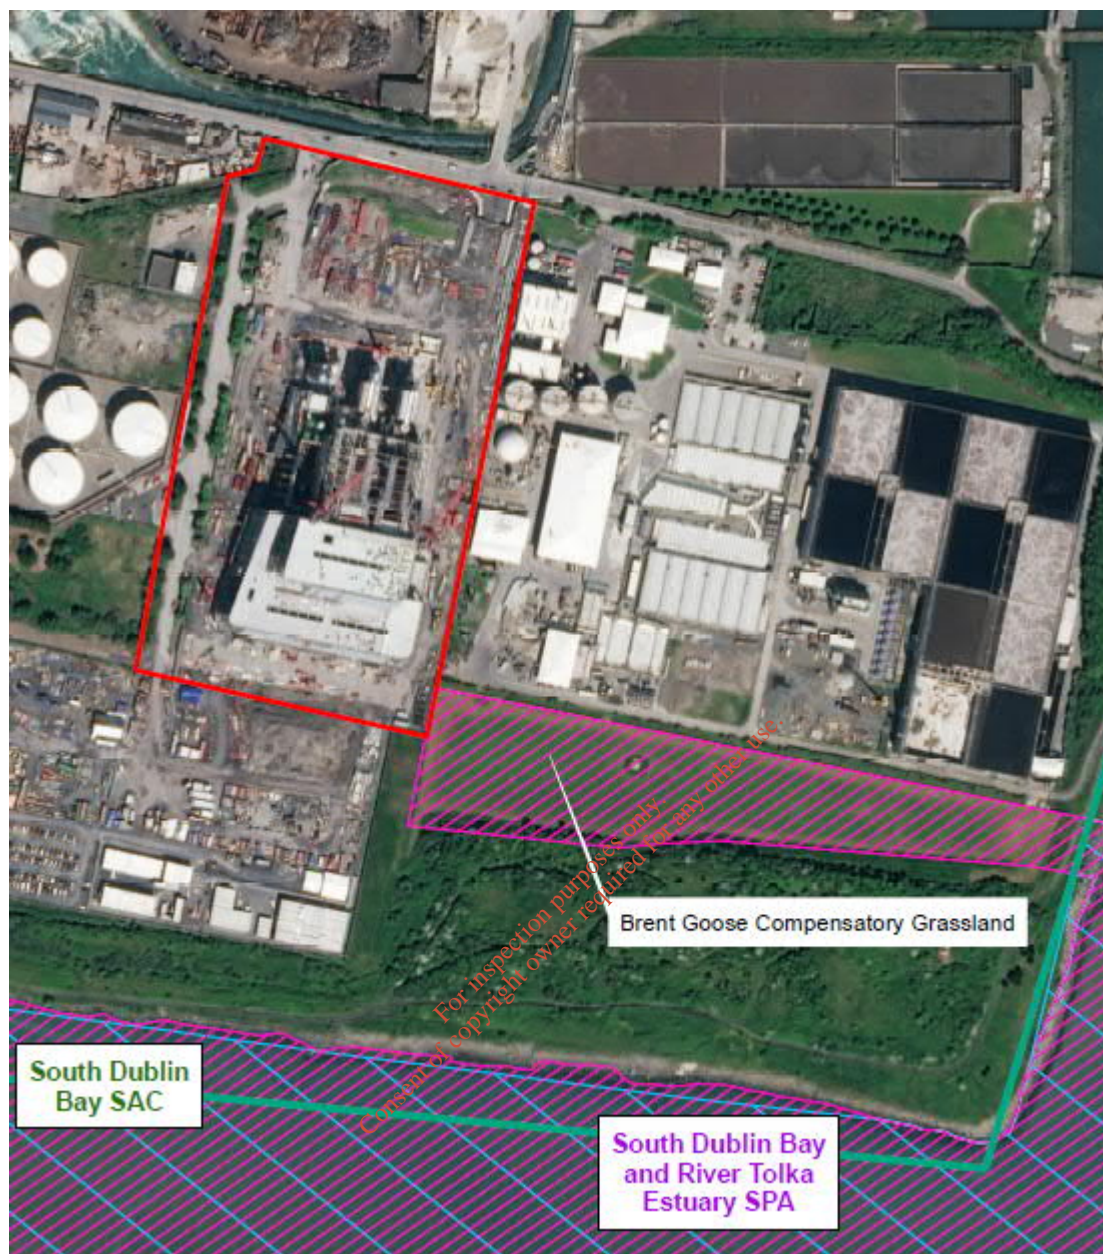 Brent Goose Compensatory Grassland
For inspection purposes only.
Consent of copyright owner required for any other use.
South Dublin
Bay SAC
South Dublin Bay
and River Tolka
Estuary SPA